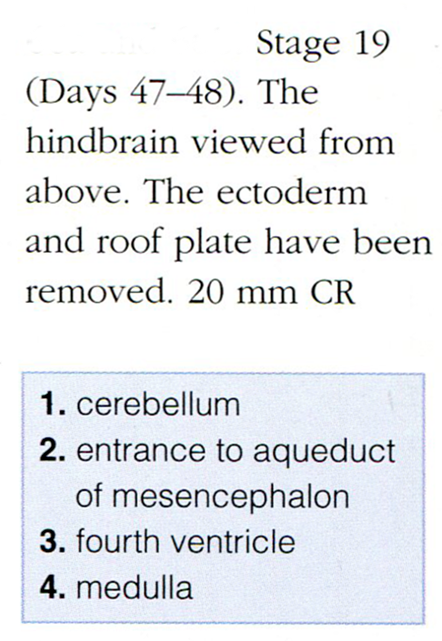 Stage 19
(Days 47–48). The
hindbrain viewed from
above. The ectoderm
and roof plate have been
removed. 20 mm CR
1. cerebellum
2. entrance to aqueduct
of mesencephalon
3. fourth ventricle
4. medulla